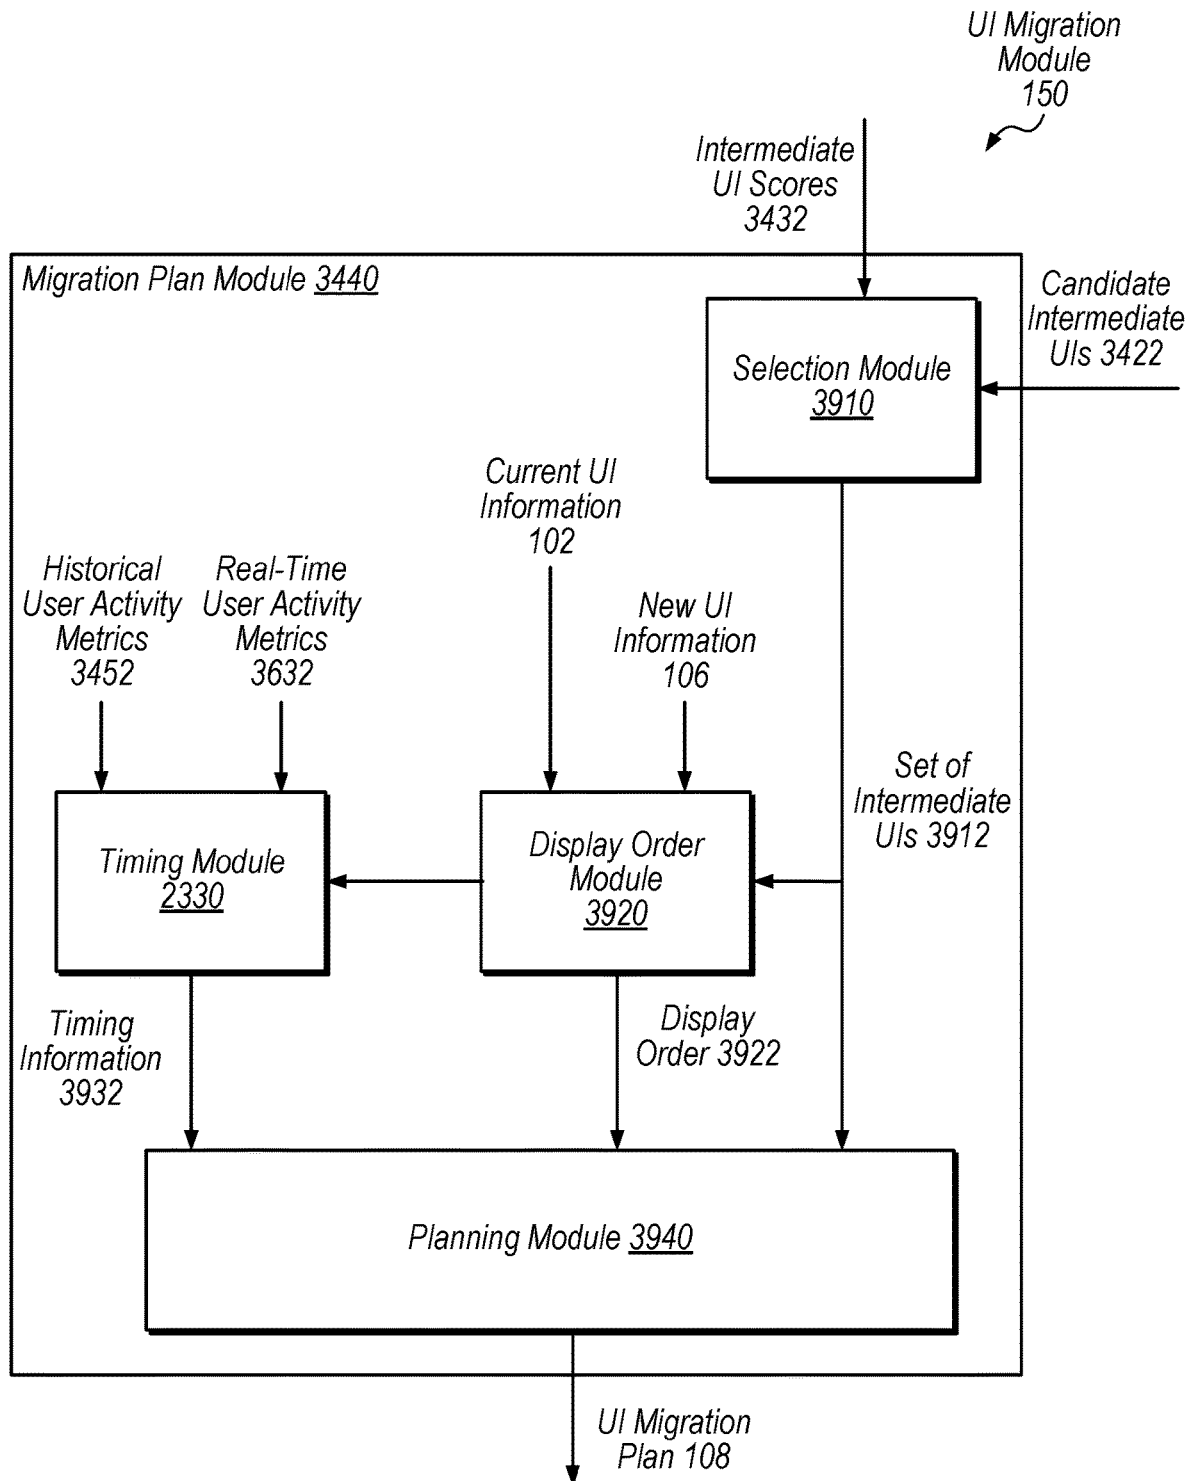 UI Migration
Module
150
Intermediate
UI Scores
3432
Migration Plan Module 3440
Candidate
Intermediate
UIs 3422
Selection Module
3910
Current UI
Information
102
Historical
User Activity
Metrics
3452
Real-Time
User Activity
Metrics
3632
New UI
Information
106
Set of
Intermediate
UIs 3912
Timing Module
2330
Display Order
Module
3920
Timing
Information
3932
Display
Order 3922
Planning Module 3940
UI Migration
Plan 108